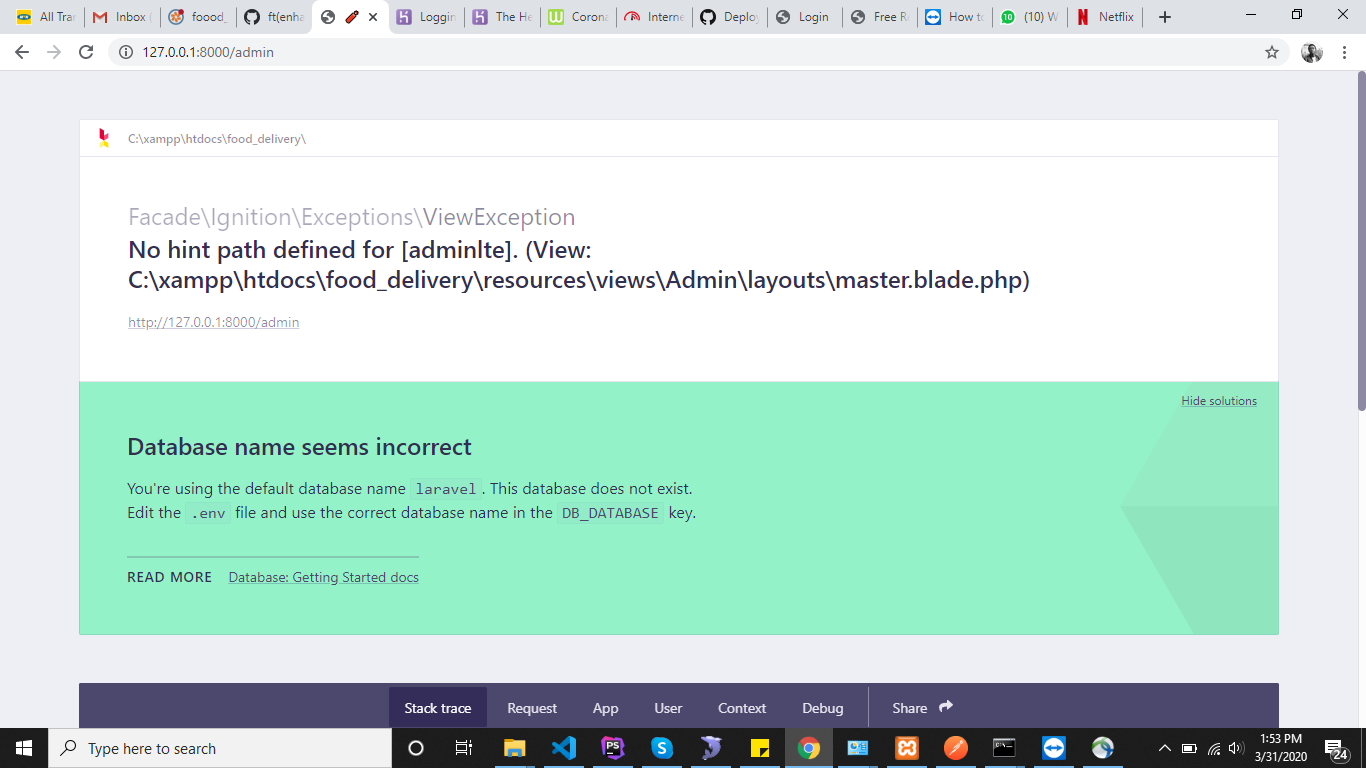 All Tra
Inbox (
foood_
ft(enha
Loggin
The He
Corona
Interne
Deploy
Login
Free R
How to
10
(10) W
Netflix
127.0.0.1:8000/admin
C:\xampp\htdocs\food_delivery\
Facade\Ignition\Exceptions\ViewException
No hint path defined for [adminlte]. (View:
C:\xampp\htdocs\food_delivery\resources\views\Admin\layouts\master.blade.php)
http://127.0.0.1:8000/admin
Hide solutions
Database name seems incorrect
You're using the default database name laravel. This database does not exist.
Edit the .env file and use the correct database name in the DB_DATABASE key.
READ MORE Database: Getting Started docs
Stack trace Request App User Context Debug Share
Type here to search
PS
S
1:53 PM
3/31/2020
24